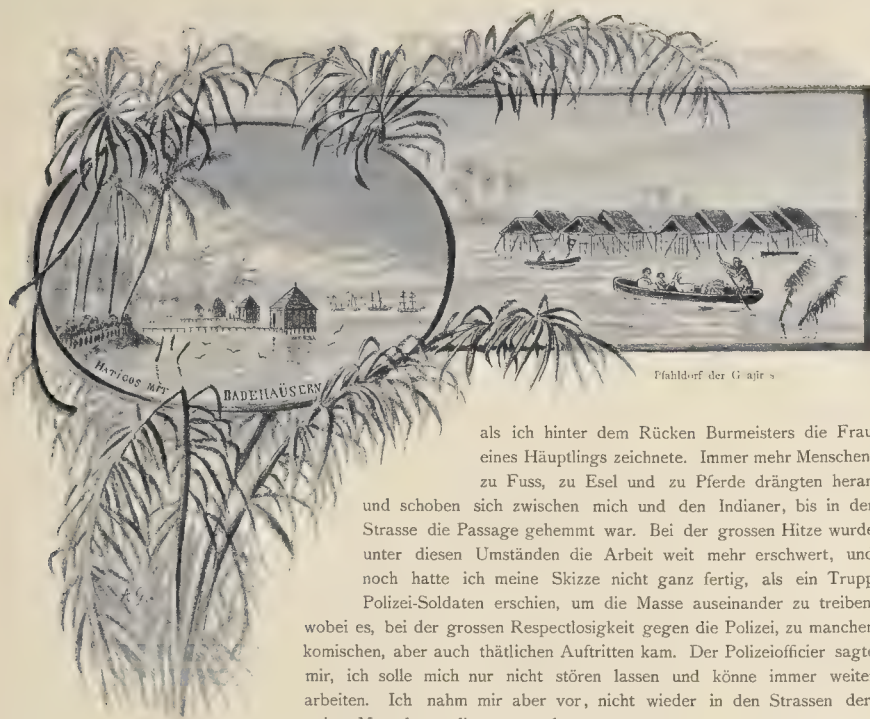 HATICOS MIT BADEHAÜSERN
Pfahldorf der G ajir s
als ich hinter dem Rücken Burmeisters die Frau
eines Häuptlings zeichnete. Immer mehr Menschen
zu Fuss, zu Esel und zu Pferde drängten heran
und schoben sich zwischen mich und den Indianer, bis in der
Strasse die Passage gehemmt war. Bei der grossen Hitze wurde
unter diesen Umständen die Arbeit weit mehr erschwert, und
noch hatte ich meine Skizze nicht ganz fertig, als ein Trupp
Polizei-Soldaten erschien, um die Masse auseinander zu treiben
wobei es, bei der grossen Respectlosigkeit gegen die Polizei, zu manchen
komischen, aber auch thätlichen Auftritten kam. Der Polizeiofficier sagte
mir, ich solle mich nur nicht stören lassen und könne immer weiter
arbeiten. Ich nahm mir aber vor, nicht wieder in den Strassen der